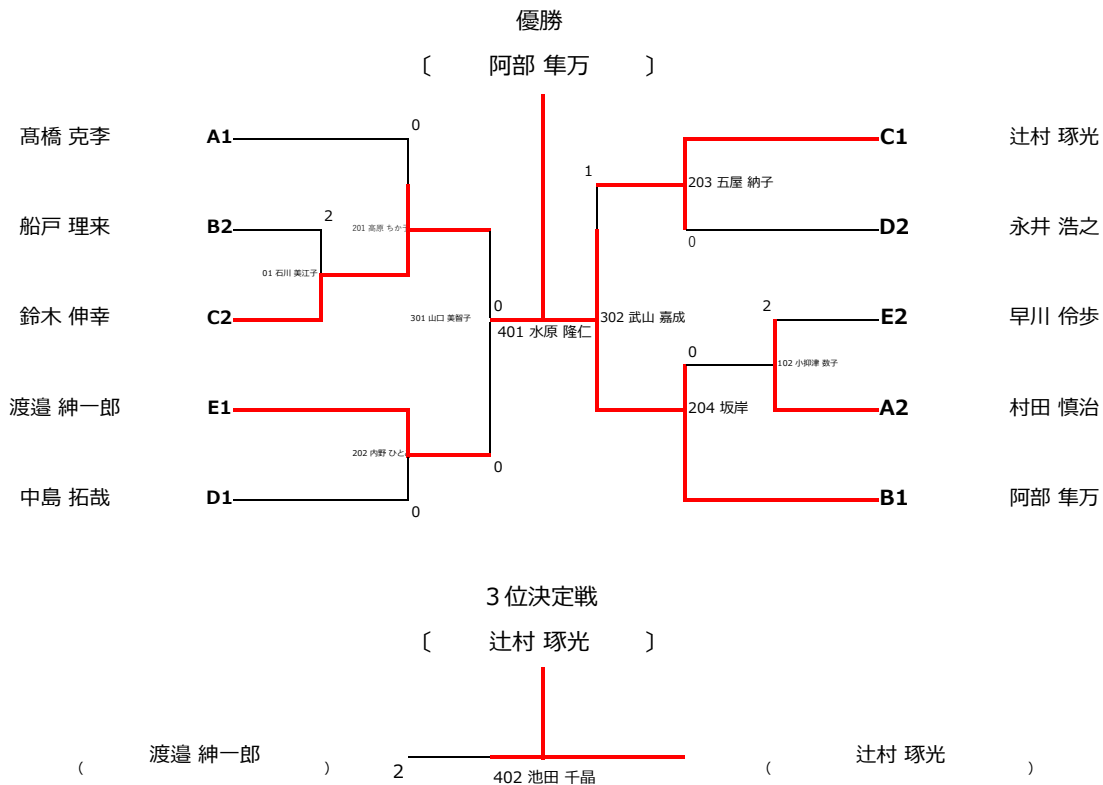 優勝
〔 阿部 隼万 〕
髙橋 克李 A1 0 C1 辻村 琢光
1
203 五屋 納子
船戸 理来 B2 2 201 高原 ちか子 D2 永井 浩之
0
01 石川 美江子
鈴木 伸幸 C2 301 山口 美智子 0 302 武山 嘉成 2 E2 早川 伶歩
401 水原 隆仁
0 102 小抑津 数子
渡邉 紳一郎 E1 204 坂岸 A2 村田 慎治
202 内野 ひと
0
中島 拓哉 D1 0 B1 阿部 隼万
３位決定戦
〔 辻村 琢光 〕
( 渡邉 紳一郎 ) 2 ( 辻村 琢光 )
402 池田 千晶